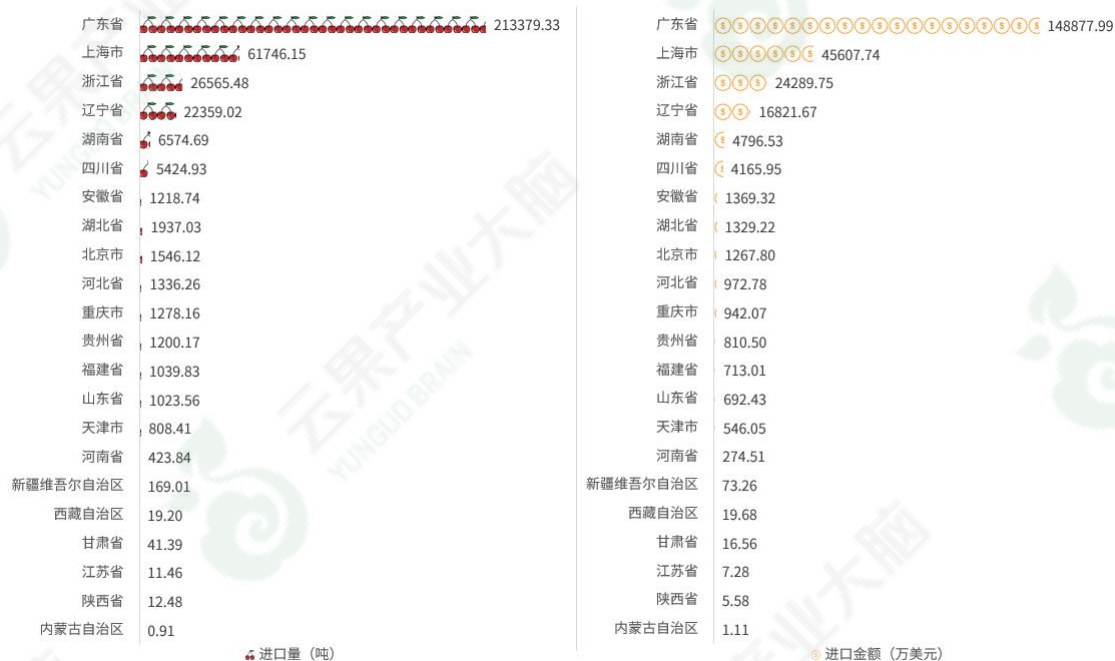 广东省 213379.33
上海市 61746.15
浙江省 26565.48
辽宁省 22359.02
湖南省 6574.69
四川省 5424.93
安徽省 1218.74
湖北省 1937.03
北京市 1546.12
河北省 1336.26
重庆市 1278.16
贵州省 1200.17
福建省 1039.83
山东省 1023.56
天津市 808.41
河南省 423.84
新疆维吾尔自治区 169.01
西藏自治区 19.20
甘肃省 41.39
江苏省 11.46
陕西省 12.48
内蒙古自治区 0.91
进口量（吨）
广东省 148877.99
上海市 45607.74
浙江省 24289.75
辽宁省 16821.67
湖南省 4796.53
四川省 4165.95
安徽省 1369.32
湖北省 1329.22
北京市 1267.80
河北省 972.78
重庆市 942.07
贵州省 810.50
福建省 713.01
山东省 692.43
天津市 546.05
河南省 274.51
新疆维吾尔自治区 73.26
西藏自治区 19.68
甘肃省 16.56
江苏省 7.28
陕西省 5.58
内蒙古自治区 1.11
进口金额（万美元）
云果产业大脑
YUNGUO BRAIN